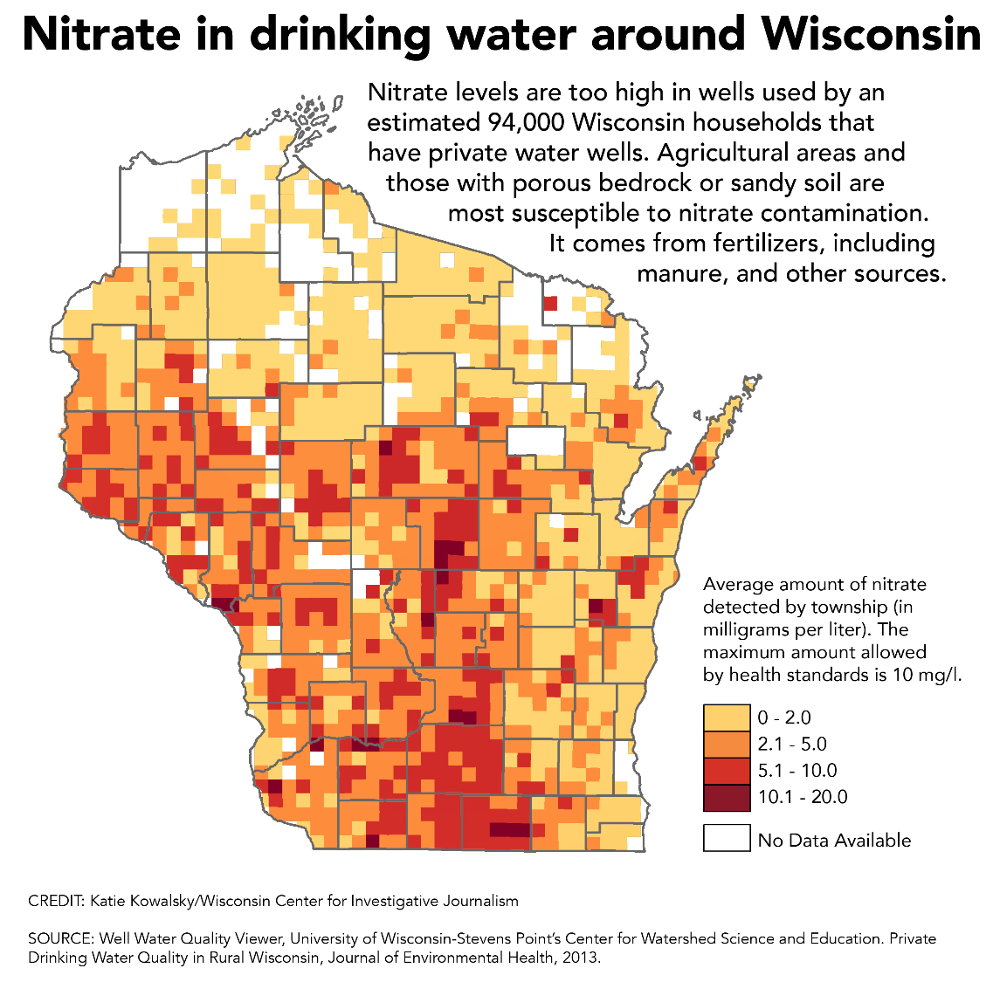 Nitrate in drinking water around Wisconsin
Nitrate levels are too high in wells used by an
estimated 94,000 Wisconsin households that
have private water wells. Agricultural areas and
those with porous bedrock or sandy soil are
most susceptible to nitrate contamination.
It comes from fertilizers, including
manure, and other sources.
Average amount of nitrate
detected by township (in
milligrams per liter). The
maximum amount allowed
by health standards is 10 mg/l.
0 - 2.0
2.1 - 5.0
5.1 - 10.0
10.1 - 20.0
No Data Available
CREDIT: Katie Kowalsky/Wisconsin Center for Investigative Journalism
SOURCE: Well Water Quality Viewer, University of Wisconsin-Stevens Point's Center for Watershed Science and Education. Private
Drinking Water Quality in Rural Wisconsin, Journal of Environmental Health, 2013.